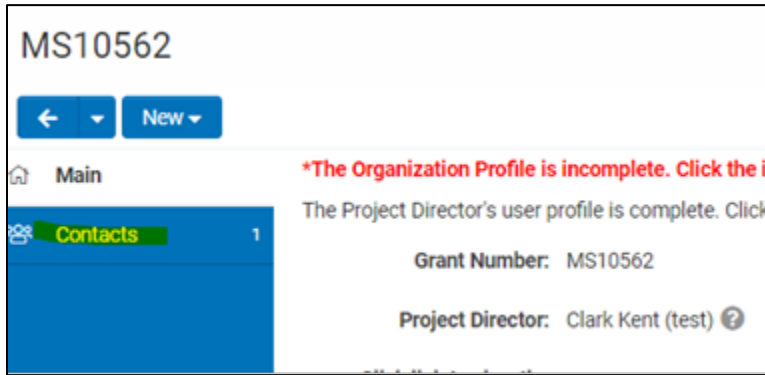 MS10562
New
Main
*The Organization Profile is incomplete. Click the
Contacts 1
The Project Director's user profile is complete. Click
Grant Number: MS10562
Project Director: Clark Kent (test)